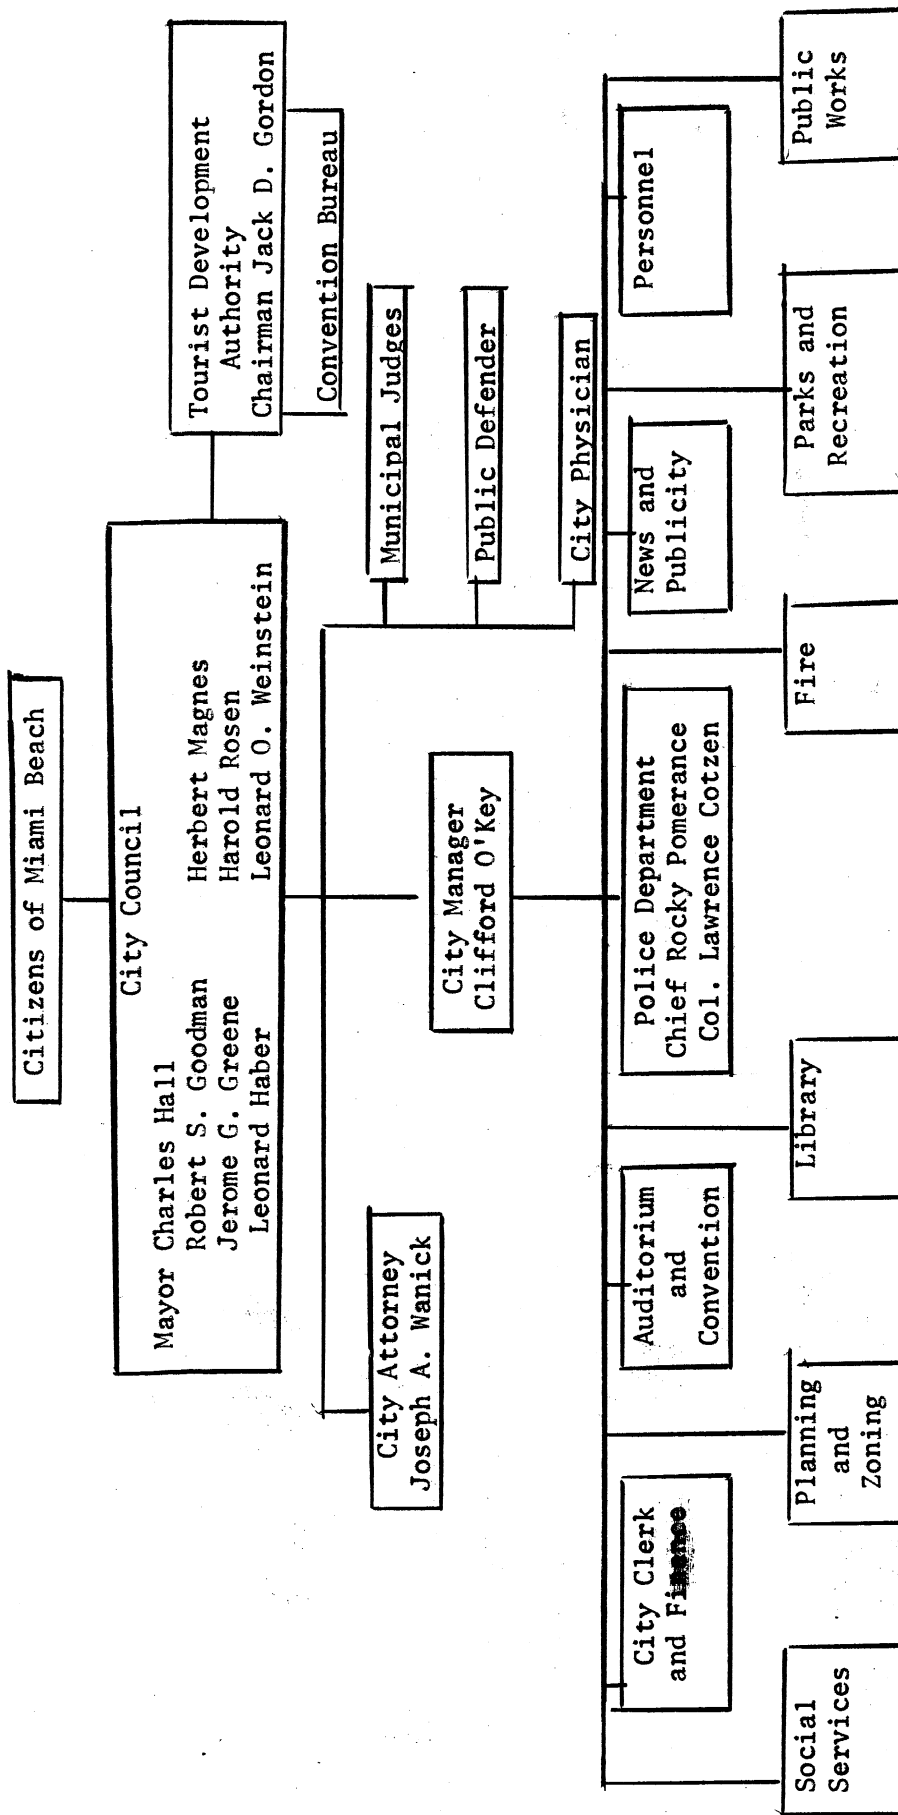 Citizens of Miami Beach
City Council
Mayor Charles Hall
Robert S. Goodman
Jerome G. Greene
Leonard Haber
Herbert Magnes
Harold Rosen
Leonard O. Weinstein
Tourist Development
Authority
Chairman Jack D. Gordon
Convention Bureau
City Attorney
Joseph A. Wanick
Municipal Judges
Public Defender
City Physician
City Manager
Clifford O'Key
City Clerk
and Finence
Auditorium
and
Convention
Police Department
Chief Rocky Pomerance
Col. Lawrence Cotzen
News and
Publicity
Personnel
Social
Services
Planning
and
Zoning
Library
Fire
Parks and
Recreation
Public
Works